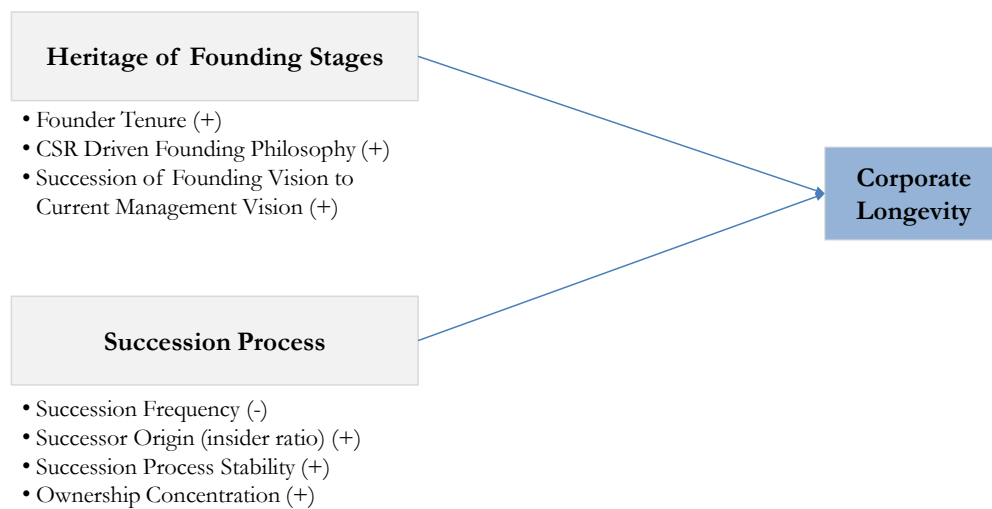 Heritage of Founding Stages
• Founder Tenure (+)
• CSR Driven Founding Philosophy (+)
• Succession of Founding Vision to
Current Management Vision (+)
Corporate
Longevity
Succession Process
• Succession Frequency (-)
• Successor Origin (insider ratio) (+)
• Succession Process Stability (+)
• Ownership Concentration (+)